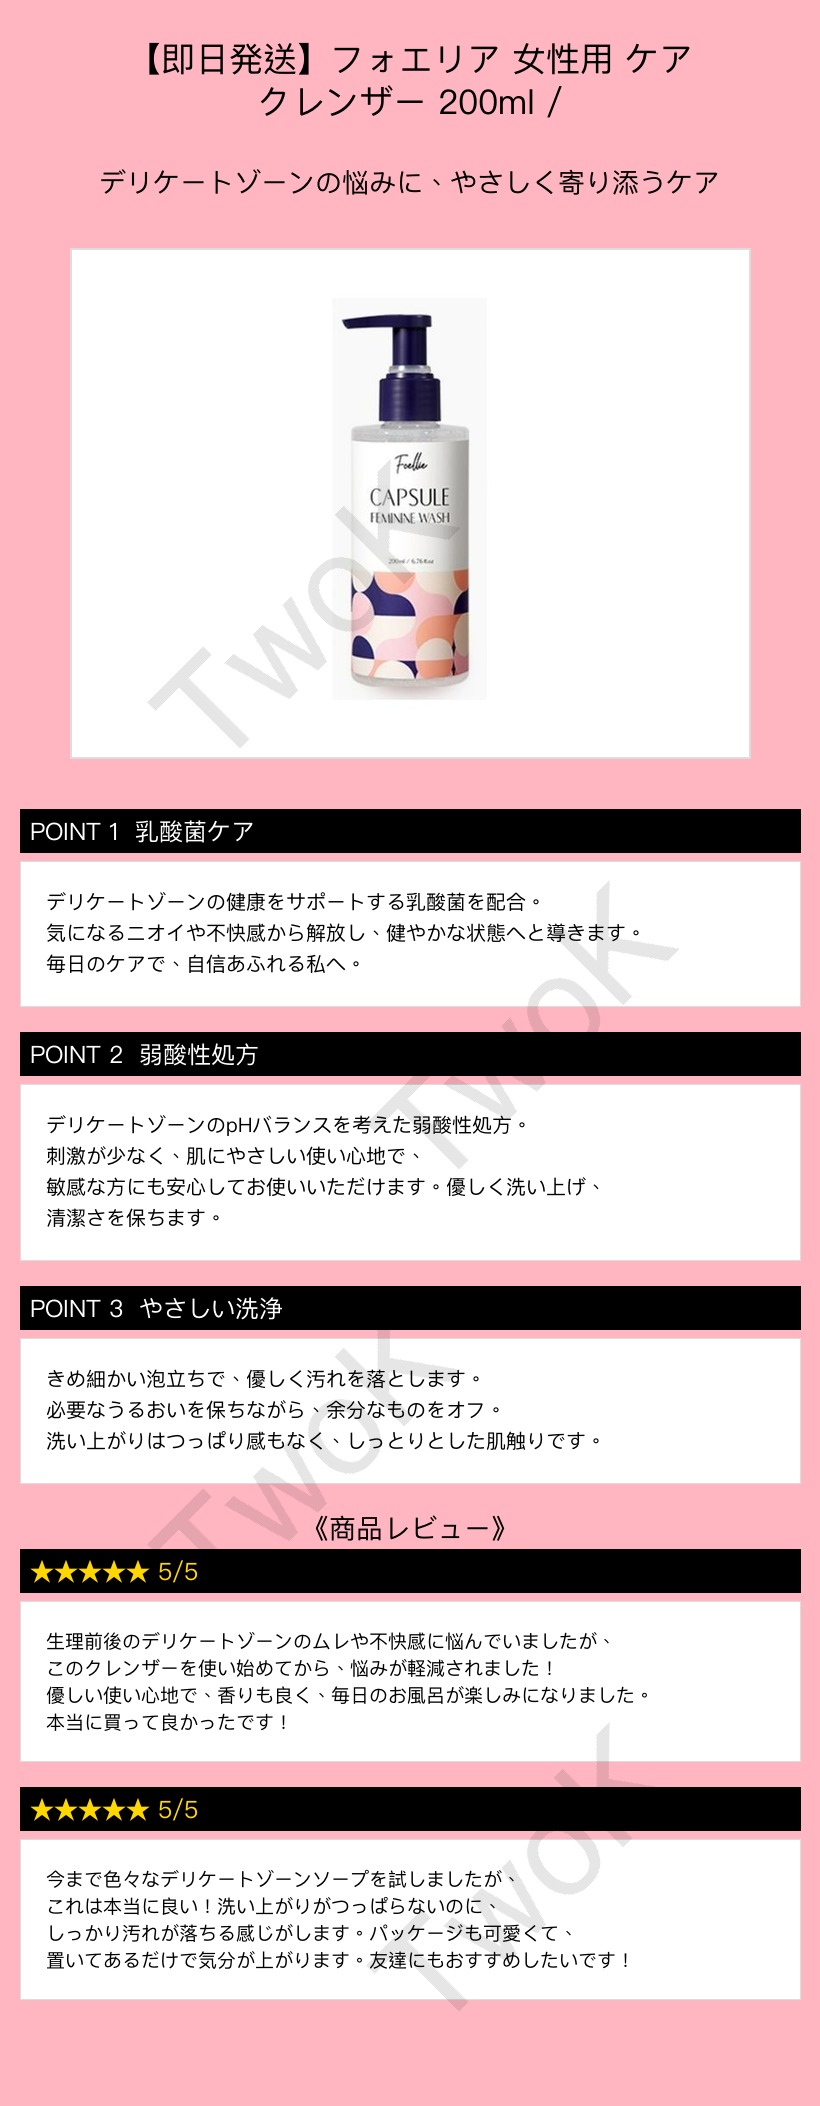 【即日発送】フォエリア 女性用 ケア
クレンザー 200ml /
デリケートゾーンの悩みに、やさしく寄り添うケア
Foellie
CAPSULE
FEMININE WASH
200ml / 6.76fl.oz
TwoK
POINT 1 乳酸菌ケア
デリケートゾーンの健康をサポートする乳酸菌を配合。
気になるニオイや不快感から解放し、健やかな状態へと導きます。
毎日のケアで、自信あふれる私へ。
TwoK
POINT 2 弱酸性処方
デリケートゾーンのpHバランスを考えた弱酸性処方。
刺激が少なく、肌にやさしい使い心地で、
敏感な方にも安心してお使いいただけます。優しく洗い上げ、
清潔さを保ちます。
POINT 3 やさしい洗浄
きめ細かい泡立ちで、優しく汚れを落とします。
必要なうるおいを保ちながら、余分なものをオフ。
洗い上がりはつっぱり感もなく、しっとりとした肌触りです。
TwoK
《商品レビュー》
★★★★★ 5/5
生理前後のデリケートゾーンのムレや不快感に悩んでいましたが、
このクレンザーを使い始めてから、悩みが軽減されました！
優しい使い心地で、香りも良く、毎日のお風呂が楽しみになりました。
本当に買って良かったです！
★★★★★ 5/5
今まで色々なデリケートゾーンソープを試しましたが、
これは本当に良い！洗い上がりがつっぱらないのに、
しっかり汚れが落ちる感じがします。パッケージも可愛くて、
置いてあるだけで気分が上がります。友達にもおすすめしたいです！
TwoK